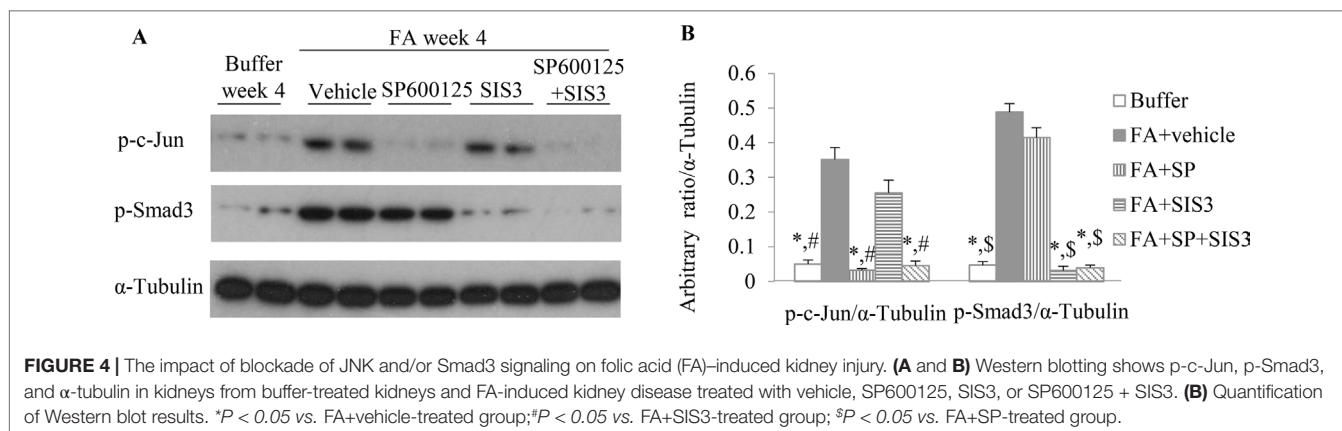 A
FA week 4
Buffer
week 4
Vehicle
SP600125
SIS3
SP600125
+SIS3
p-c-Jun
p-Smad3
α-Tubulin
B
Arbitrary ratio/α-Tubulin
0.6
0.5
0.4
0.3
0.2
0.1
0
*,#
*,#
*,#
*,$
*,$
*,$
p-c-Jun/α-Tubulin
p-Smad3/α-Tubulin
Buffer
FA+vehicle
FA+SP
FA+SIS3
FA+SP+SIS3
FIGURE 4 | The impact of blockade of JNK and/or Smad3 signaling on folic acid (FA)–induced kidney injury. (A and B) Western blotting shows p-c-Jun, p-Smad3,
and α-tubulin in kidneys from buffer-treated kidneys and FA-induced kidney disease treated with vehicle, SP600125, SIS3, or SP600125 + SIS3. (B) Quantification
of Western blot results. *P < 0.05 vs. FA+vehicle-treated group;#P < 0.05 vs. FA+SIS3-treated group; $P < 0.05 vs. FA+SP-treated group.